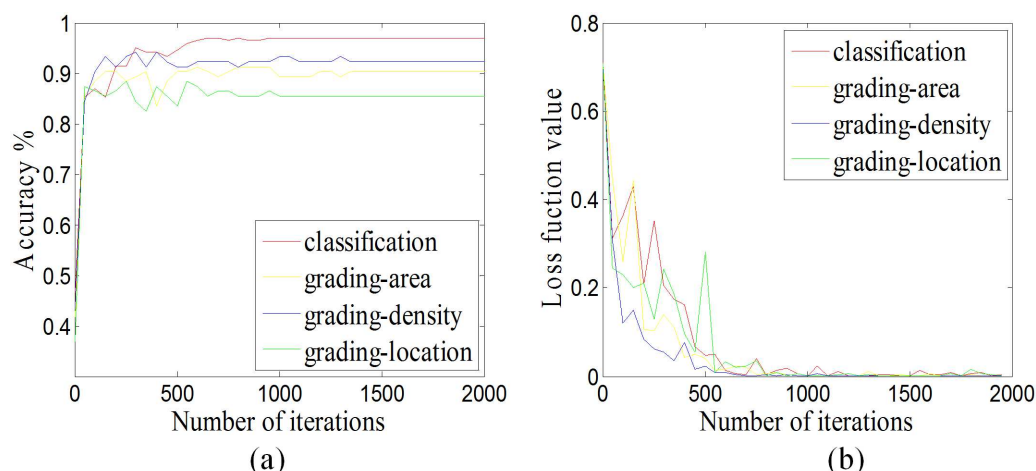 1
0.9
0.8
0.7
0.6
0.5
0.4
Accuracy %
classification
grading-area
grading-density
grading-location
0 500 1000 1500 2000
Number of iterations
(a)
0.8
0.6
0.4
0.2
0
Loss fuction value
classification
grading-area
grading-density
grading-location
0 500 1000 1500 2000
Number of iterations
(b)